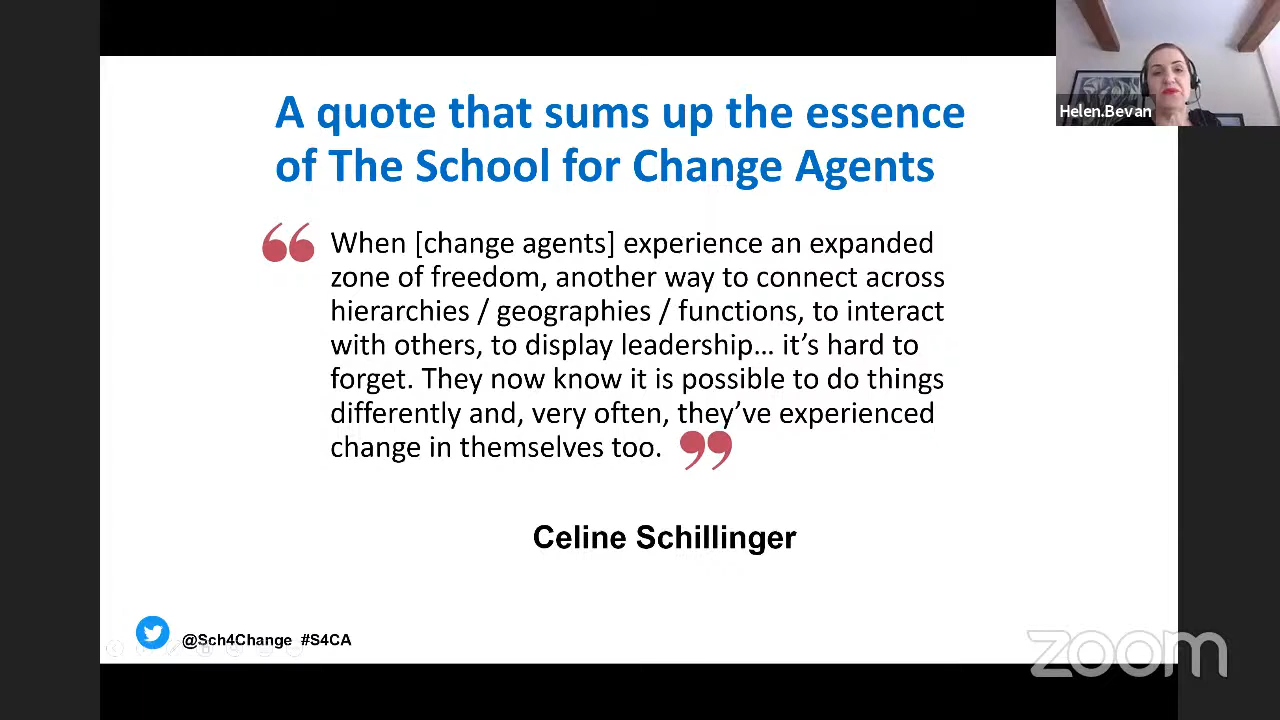 A quote that sums up the essence
of The School for Change Agents
Helen.Bevan
“ When [change agents] experience an expanded
zone of freedom, another way to connect across
hierarchies / geographies / functions, to interact
with others, to display leadership… it’s hard to
forget. They now know it is possible to do things
differently and, very often, they’ve experienced
change in themselves too. ”
Celine Schillinger
@Sch4Change #S4CA
zoom